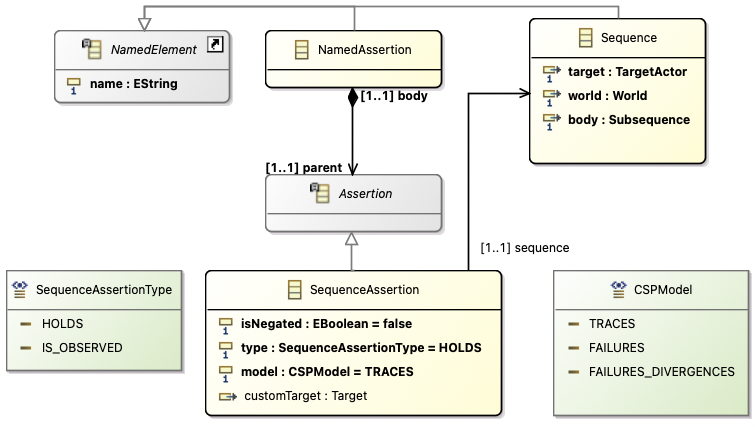 NamedElement
name : EString
NamedAssertion
Sequence
target : TargetActor
world : World
body : Subsequence
[1..1] body
[1..1] parent
Assertion
[1..1] sequence
SequenceAssertionType
HOLDS
IS_OBSERVED
SequenceAssertion
isNegated : EBoolean = false
type : SequenceAssertionType = HOLDS
model : CSPModel = TRACES
customTarget : Target
CSPModel
TRACES
FAILURES
FAILURES_DIVERGENCES